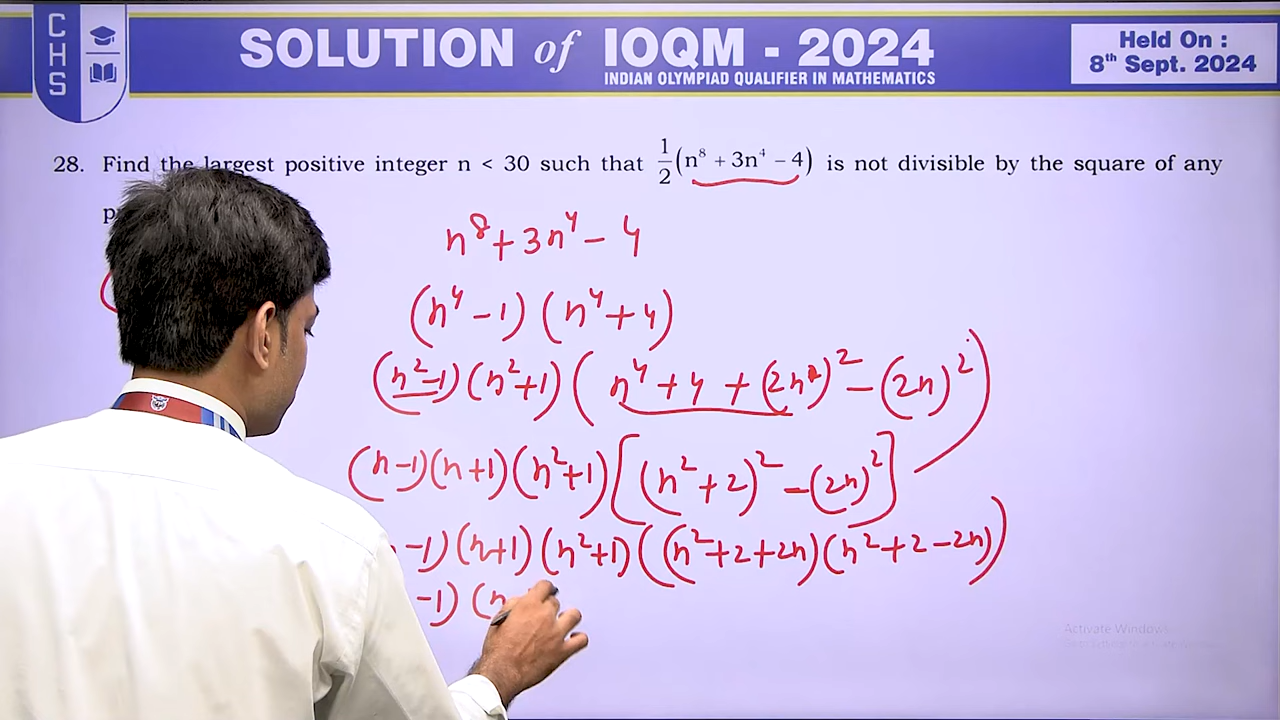 CHS
SOLUTION of IOQM - 2024
INDIAN OLYMPIAD QUALIFIER IN MATHEMATICS
Held On :
8th Sept. 2024
28. Find the largest positive integer n < 30 such that 1/2(n⁸ + 3n⁴ − 4) is not divisible by the square of any
n⁸ + 3n⁴ − 4
(n⁴ − 1) (n⁴ + 4)
(n² − 1) (n² + 1) ( n⁴ + 4 + (2n)² − (2n)² )
(n − 1) (n + 1) (n² + 1) [ (n² + 2)² − (2n)² ]
− 1) (n + 1) (n² + 1) ( (n² + 2 + 2n) (n² + 2 − 2n) )
− 1) (n
Activate Windows